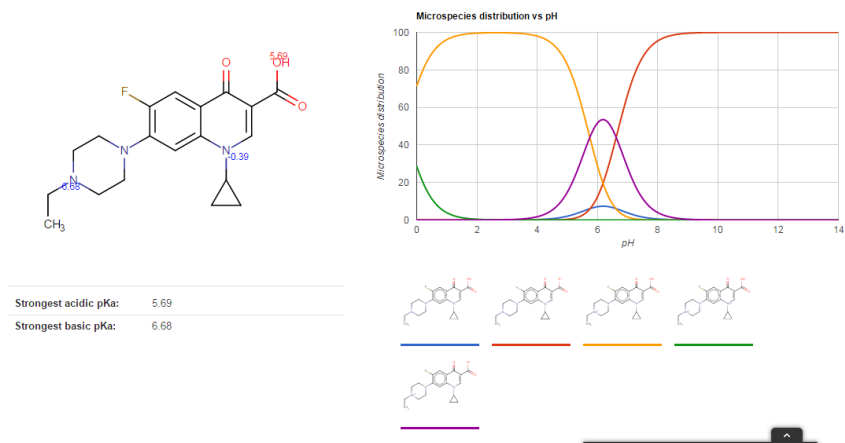 Microspecies distribution vs pH
5.69
OH
O
O
F
N
N
-0.39
N
6.68
CH3
100
80
60
40
20
0
Microspecies distribution
0 2 4 6 8 10 12 14
pH
Strongest acidic pKa: 5.69
Strongest basic pKa: 6.68